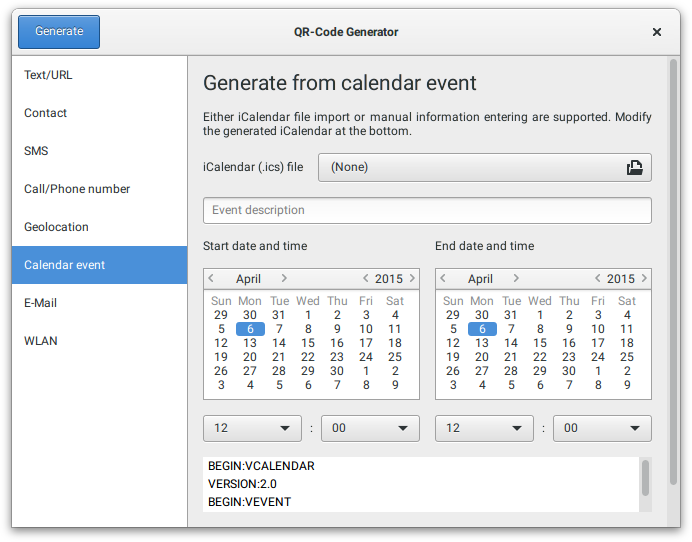 Generate
QR-Code Generator
Text/URL
Contact
SMS
Call/Phone number
Geolocation
Calendar event
E-Mail
WLAN
Generate from calendar event
Either iCalendar file import or manual information entering are supported. Modify
the generated iCalendar at the bottom.
iCalendar (.ics) file (None)
Event description
Start date and time
April 2015
Sun Mon Tue Wed Thu Fri Sat
29 30 31 1 2 3 4
5 6 7 8 9 10 11
12 13 14 15 16 17 18
19 20 21 22 23 24 25
26 27 28 29 30 1 2
3 4 5 6 7 8 9
12 : 00
End date and time
April 2015
Sun Mon Tue Wed Thu Fri Sat
29 30 31 1 2 3 4
5 6 7 8 9 10 11
12 13 14 15 16 17 18
19 20 21 22 23 24 25
26 27 28 29 30 1 2
3 4 5 6 7 8 9
12 : 00
BEGIN:VCALENDAR
VERSION:2.0
BEGIN:VEVENT